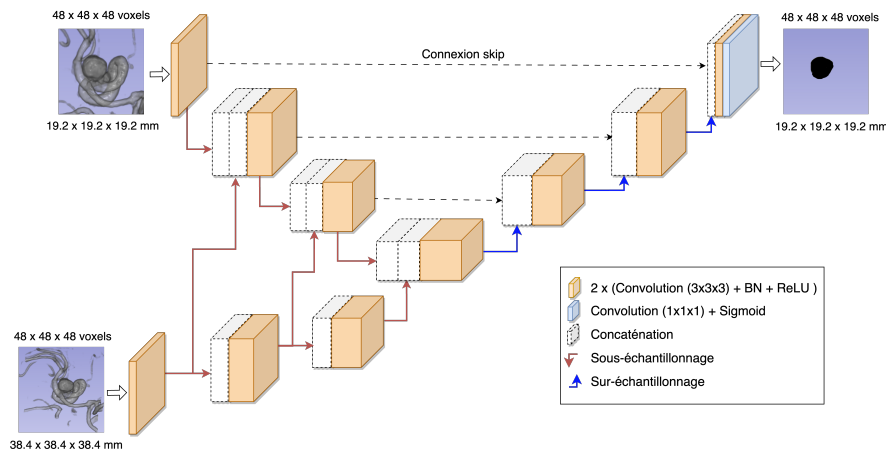 48 x 48 x 48 voxels
48 x 48 x 48 voxels
Connexion skip
19.2 x 19.2 x 19.2 mm
19.2 x 19.2 x 19.2 mm
2 x (Convolution (3x3x3) + BN + ReLU )
Convolution (1x1x1) + Sigmoid
Concaténation
Sous-échantillonnage
Sur-échantillonnage
48 x 48 x 48 voxels
38.4 x 38.4 x 38.4 mm